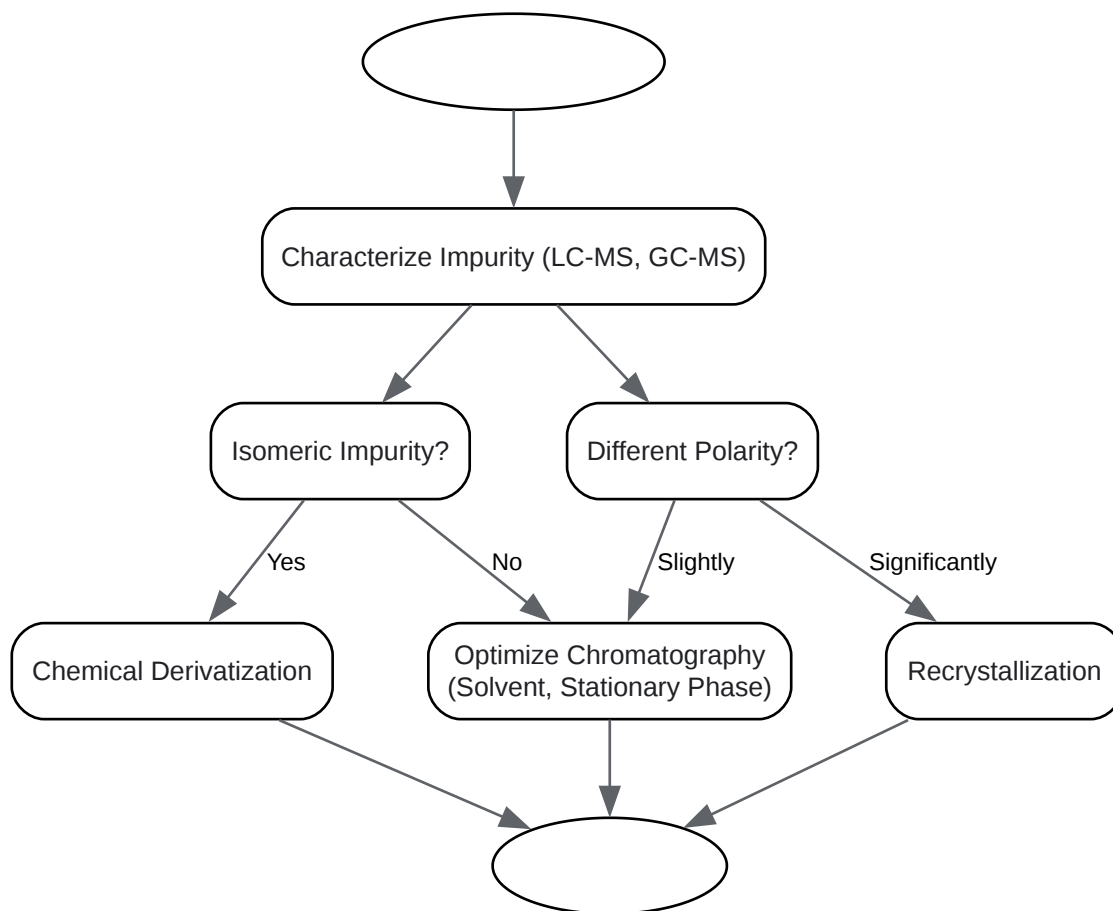 Characterize Impurity (LC-MS, GC-MS)
Isomeric Impurity?
Different Polarity?
Yes
No
Slightly
Significantly
Chemical Derivatization
Optimize Chromatography
(Solvent, Stationary Phase)
Recrystallization